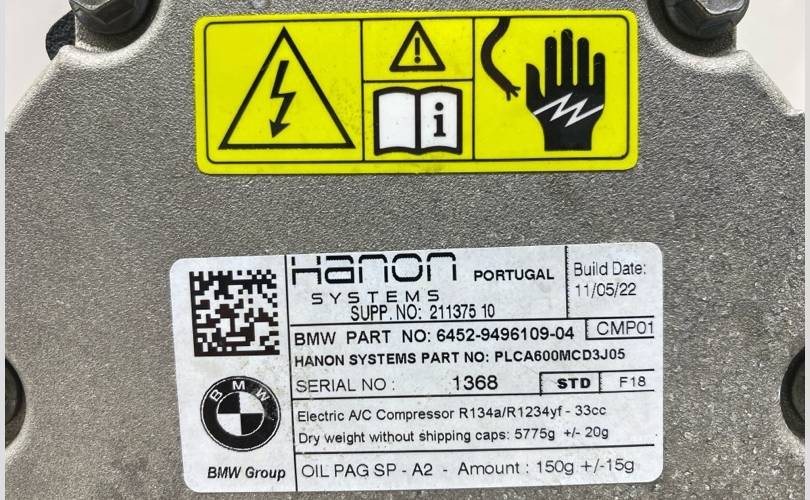 i
Hanon PORTUGAL
SYSTEMS
SUPP. NO: 211375 10
Build Date:
11/05/22
BMW PART NO: 6452-9496109-04 CMP01
HANON SYSTEMS PART NO: PLCA600MCD3J05
SERIAL NO : 1368 STD F18
BMW
BMW Group
Electric A/C Compressor R134a/R1234yf - 33cc
Dry weight without shipping caps: 5775g +/- 20g
OIL PAG SP - A2 - Amount : 150g +/-15g